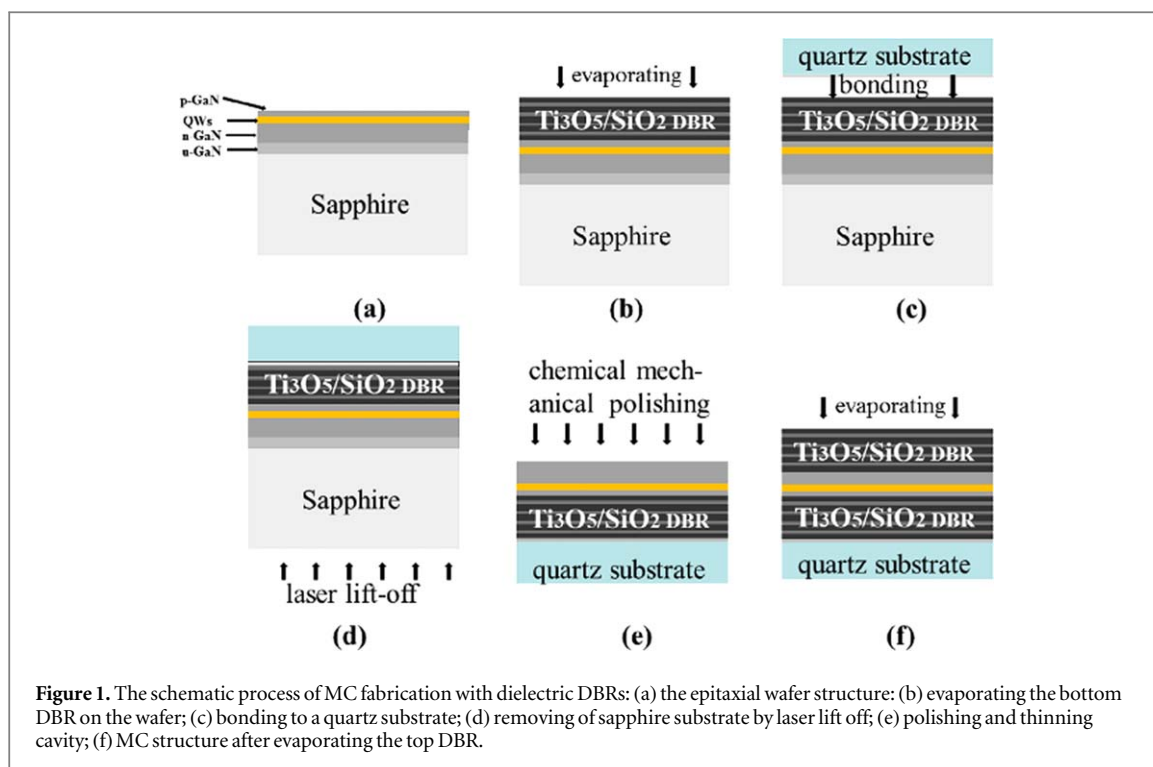 p-GaN
QWs
n-GaN
u-GaN
Sapphire
(a)
evaporating
Ti3O5/SiO2 DBR
Sapphire
(b)
quartz substrate
bonding
Ti3O5/SiO2 DBR
Sapphire
(c)
Ti3O5/SiO2 DBR
Sapphire
laser lift-off
(d)
chemical mech-
anical polishing
Ti3O5/SiO2 DBR
quartz substrate
(e)
evaporating
Ti3O5/SiO2 DBR
Ti3O5/SiO2 DBR
quartz substrate
(f)
Figure 1. The schematic process of MC fabrication with dielectric DBRs: (a) the epitaxial wafer structure: (b) evaporating the bottom
DBR on the wafer; (c) bonding to a quartz substrate; (d) removing of sapphire substrate by laser lift off; (e) polishing and thinning
cavity; (f) MC structure after evaporating the top DBR.